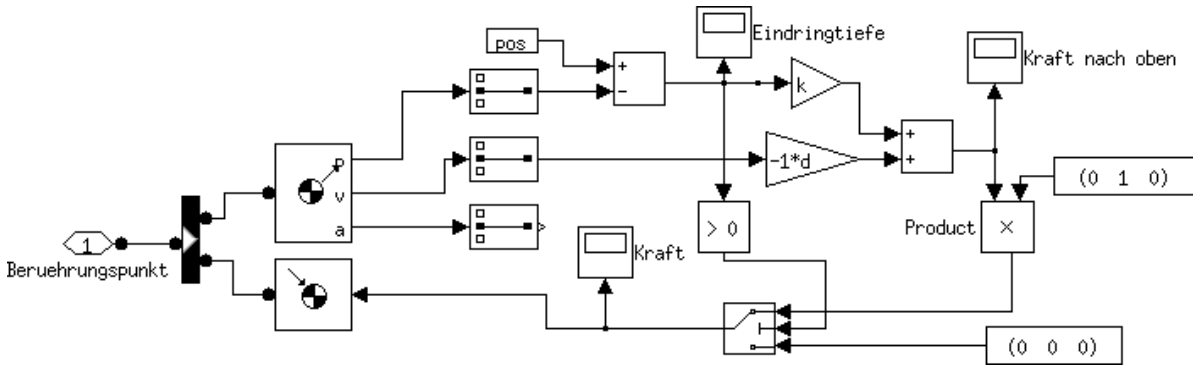 pos
+
−
Eindringtiefe
k
Kraft nach oben
+
+
−1*d
p
v
a
(0 1 0)
> 0
Product
×
1
Beruehrungspunkt
Kraft
(0 0 0)